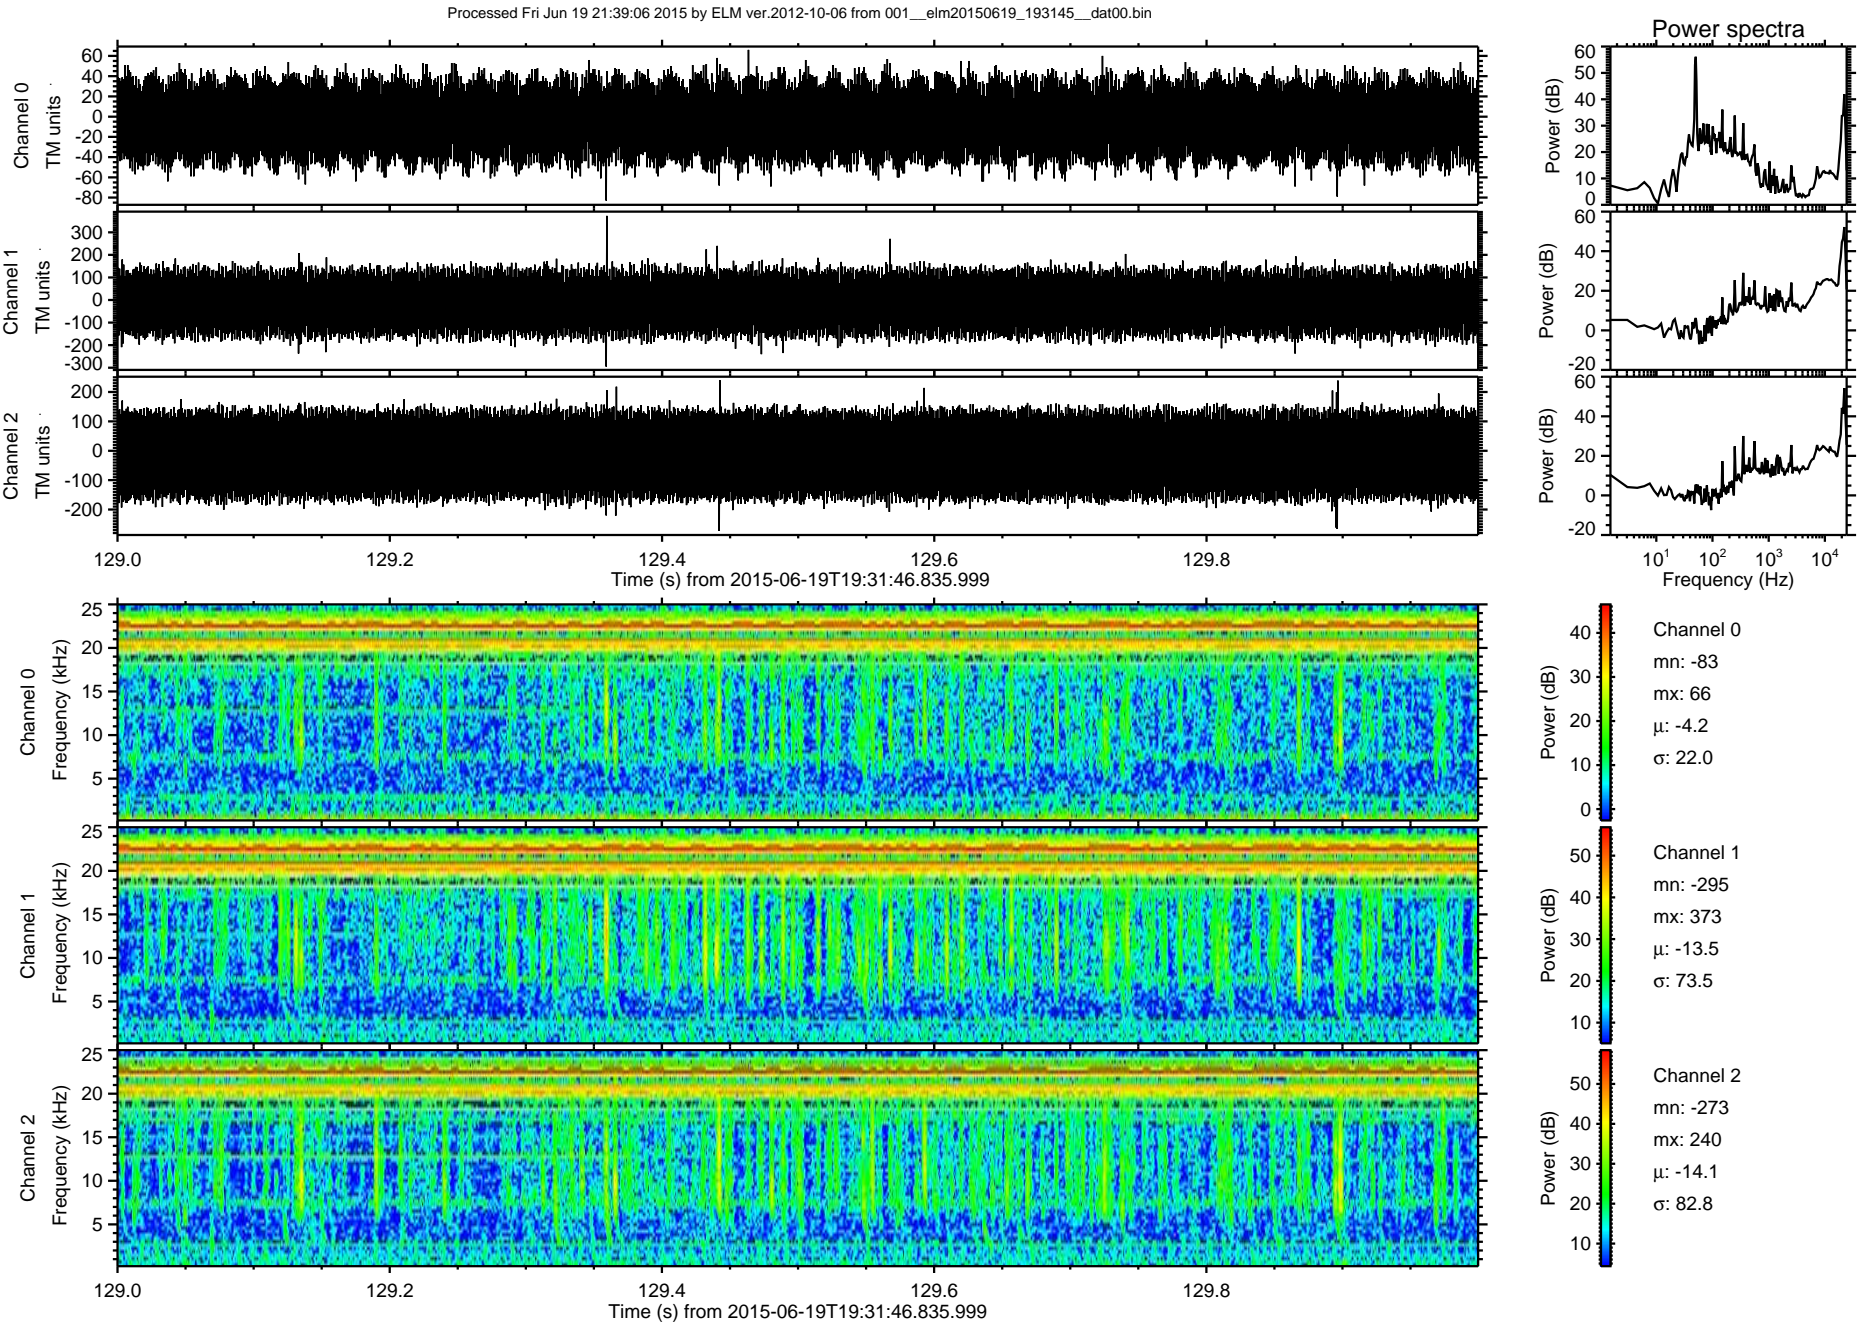 Processed Fri Jun 19 21:39:06 2015 by ELM ver.2012-10-06 from 001__elm20150619_193145__dat00.bin
Power spectra
Channel 0
TM units
60
40
20
0
-20
-40
-60
-80
Power (dB)
60
50
40
30
20
10
0
Channel 1
TM units
300
200
100
0
-100
-200
-300
Power (dB)
60
40
20
0
-20
Channel 2
TM units
200
100
0
-100
-200
Power (dB)
60
40
20
0
-20
129.0 129.2 129.4 129.6 129.8
Time (s) from 2015-06-19T19:31:46.835.999
10^1 10^2 10^3 10^4
Frequency (Hz)
Channel 0
Frequency (kHz)
25
20
15
10
5
Power (dB)
40
30
20
10
0
Channel 0
mn: -83
mx: 66
μ: -4.2
σ: 22.0
Channel 1
Frequency (kHz)
25
20
15
10
5
Power (dB)
50
40
30
20
10
Channel 1
mn: -295
mx: 373
μ: -13.5
σ: 73.5
Channel 2
Frequency (kHz)
25
20
15
10
5
Power (dB)
50
40
30
20
10
Channel 2
mn: -273
mx: 240
μ: -14.1
σ: 82.8
129.0 129.2 129.4 129.6 129.8
Time (s) from 2015-06-19T19:31:46.835.999